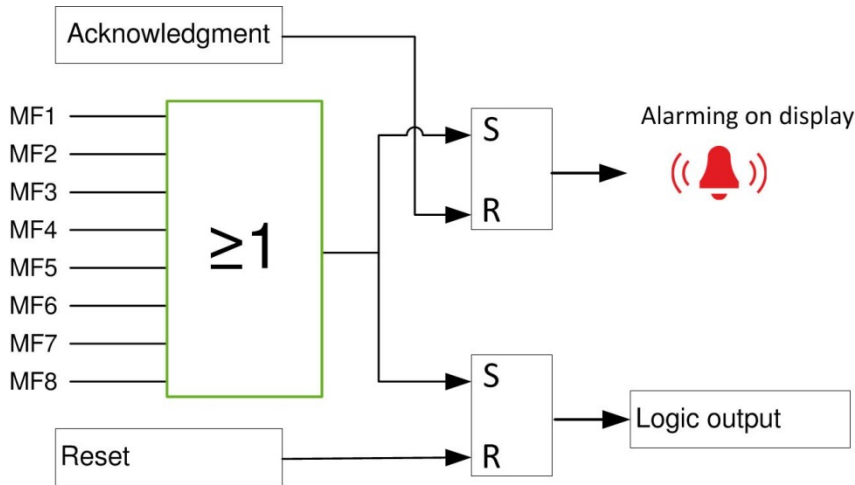 Acknowledgment
MF1
MF2
MF3
MF4
MF5
MF6
MF7
MF8
≥1
S
R
Alarming on display
S
R
Logic output
Reset